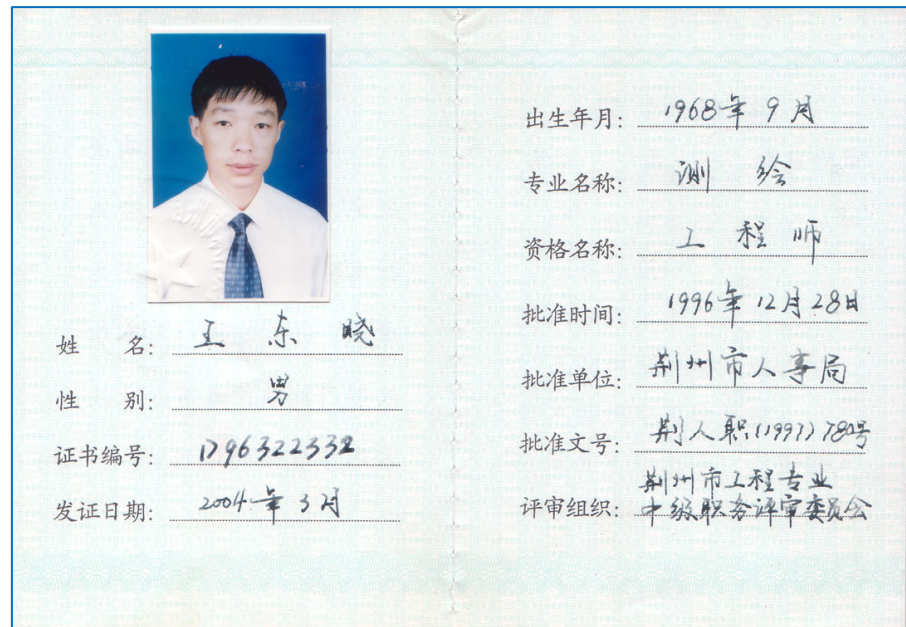 姓 名: 王东晓
性 别: 男
证书编号: 1796322332
发证日期: 2004年3月
出生年月: 1968年9月
专业名称: 测绘
资格名称: 工程师
批准时间: 1996年12月28日
批准单位: 荆州市人事局
批准文号: 荆人职(1997)号
评审组织: 荆州市工程专业
中级职务评审委员会